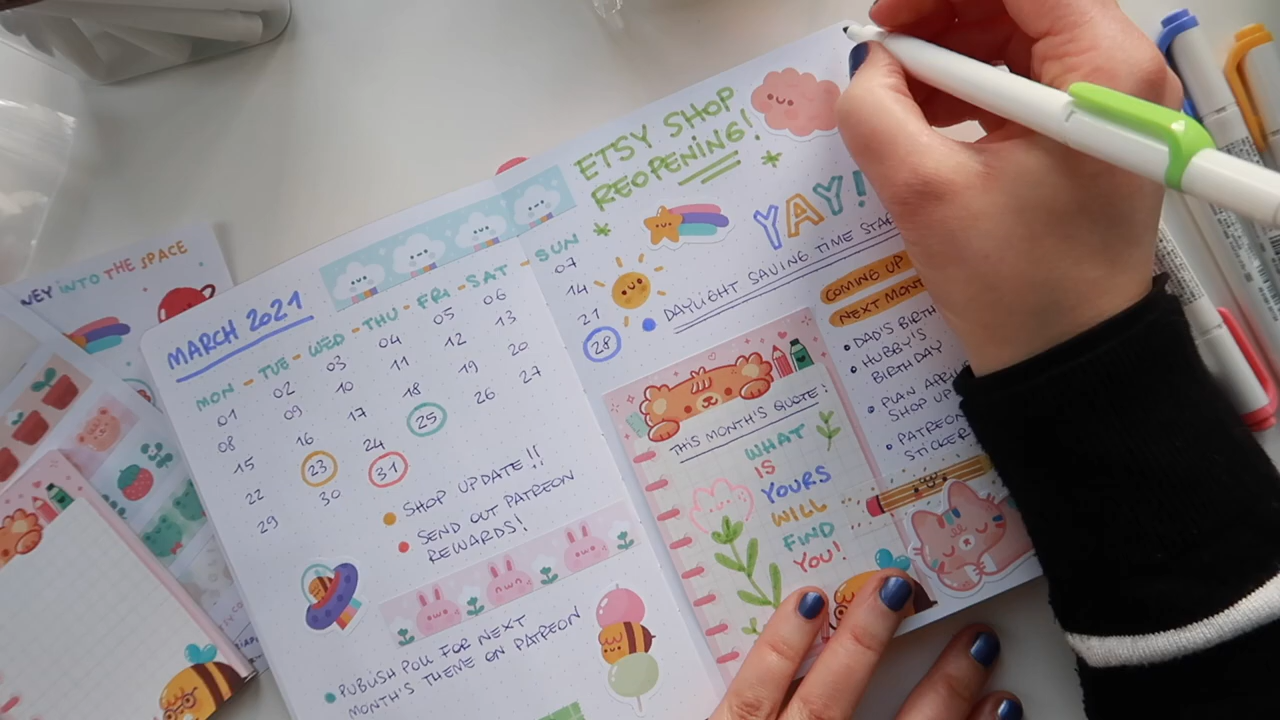 NEY INTO THE SPACE
MARCH 2021
MON - TUE - WED - THU - FRI - SAT - SUN
01 02 03 04 05 06 07
08 09 10 11 12 13 14
15 16 17 18 19 20 21
22 23 24 25 26 27 28
29 30 31
SHOP UPDATE!!
SEND OUT PATREON
REWARDS!
PUBLISH POLL FOR NEXT
MONTH'S THEME ON PATREON
ETSY SHOP
REOPENING!
YAY!
DAYLIGHT SAVING TIME STAR
COMING UP
NEXT MONT
DAD'S BIRTH
HUBBY'S
BIRTHDAY
PLAN APRIL
SHOP UP
PATREON
STICKER
THIS MONTH'S QUOTE:
WHAT
IS
YOURS
WILL
FIND
YOU!